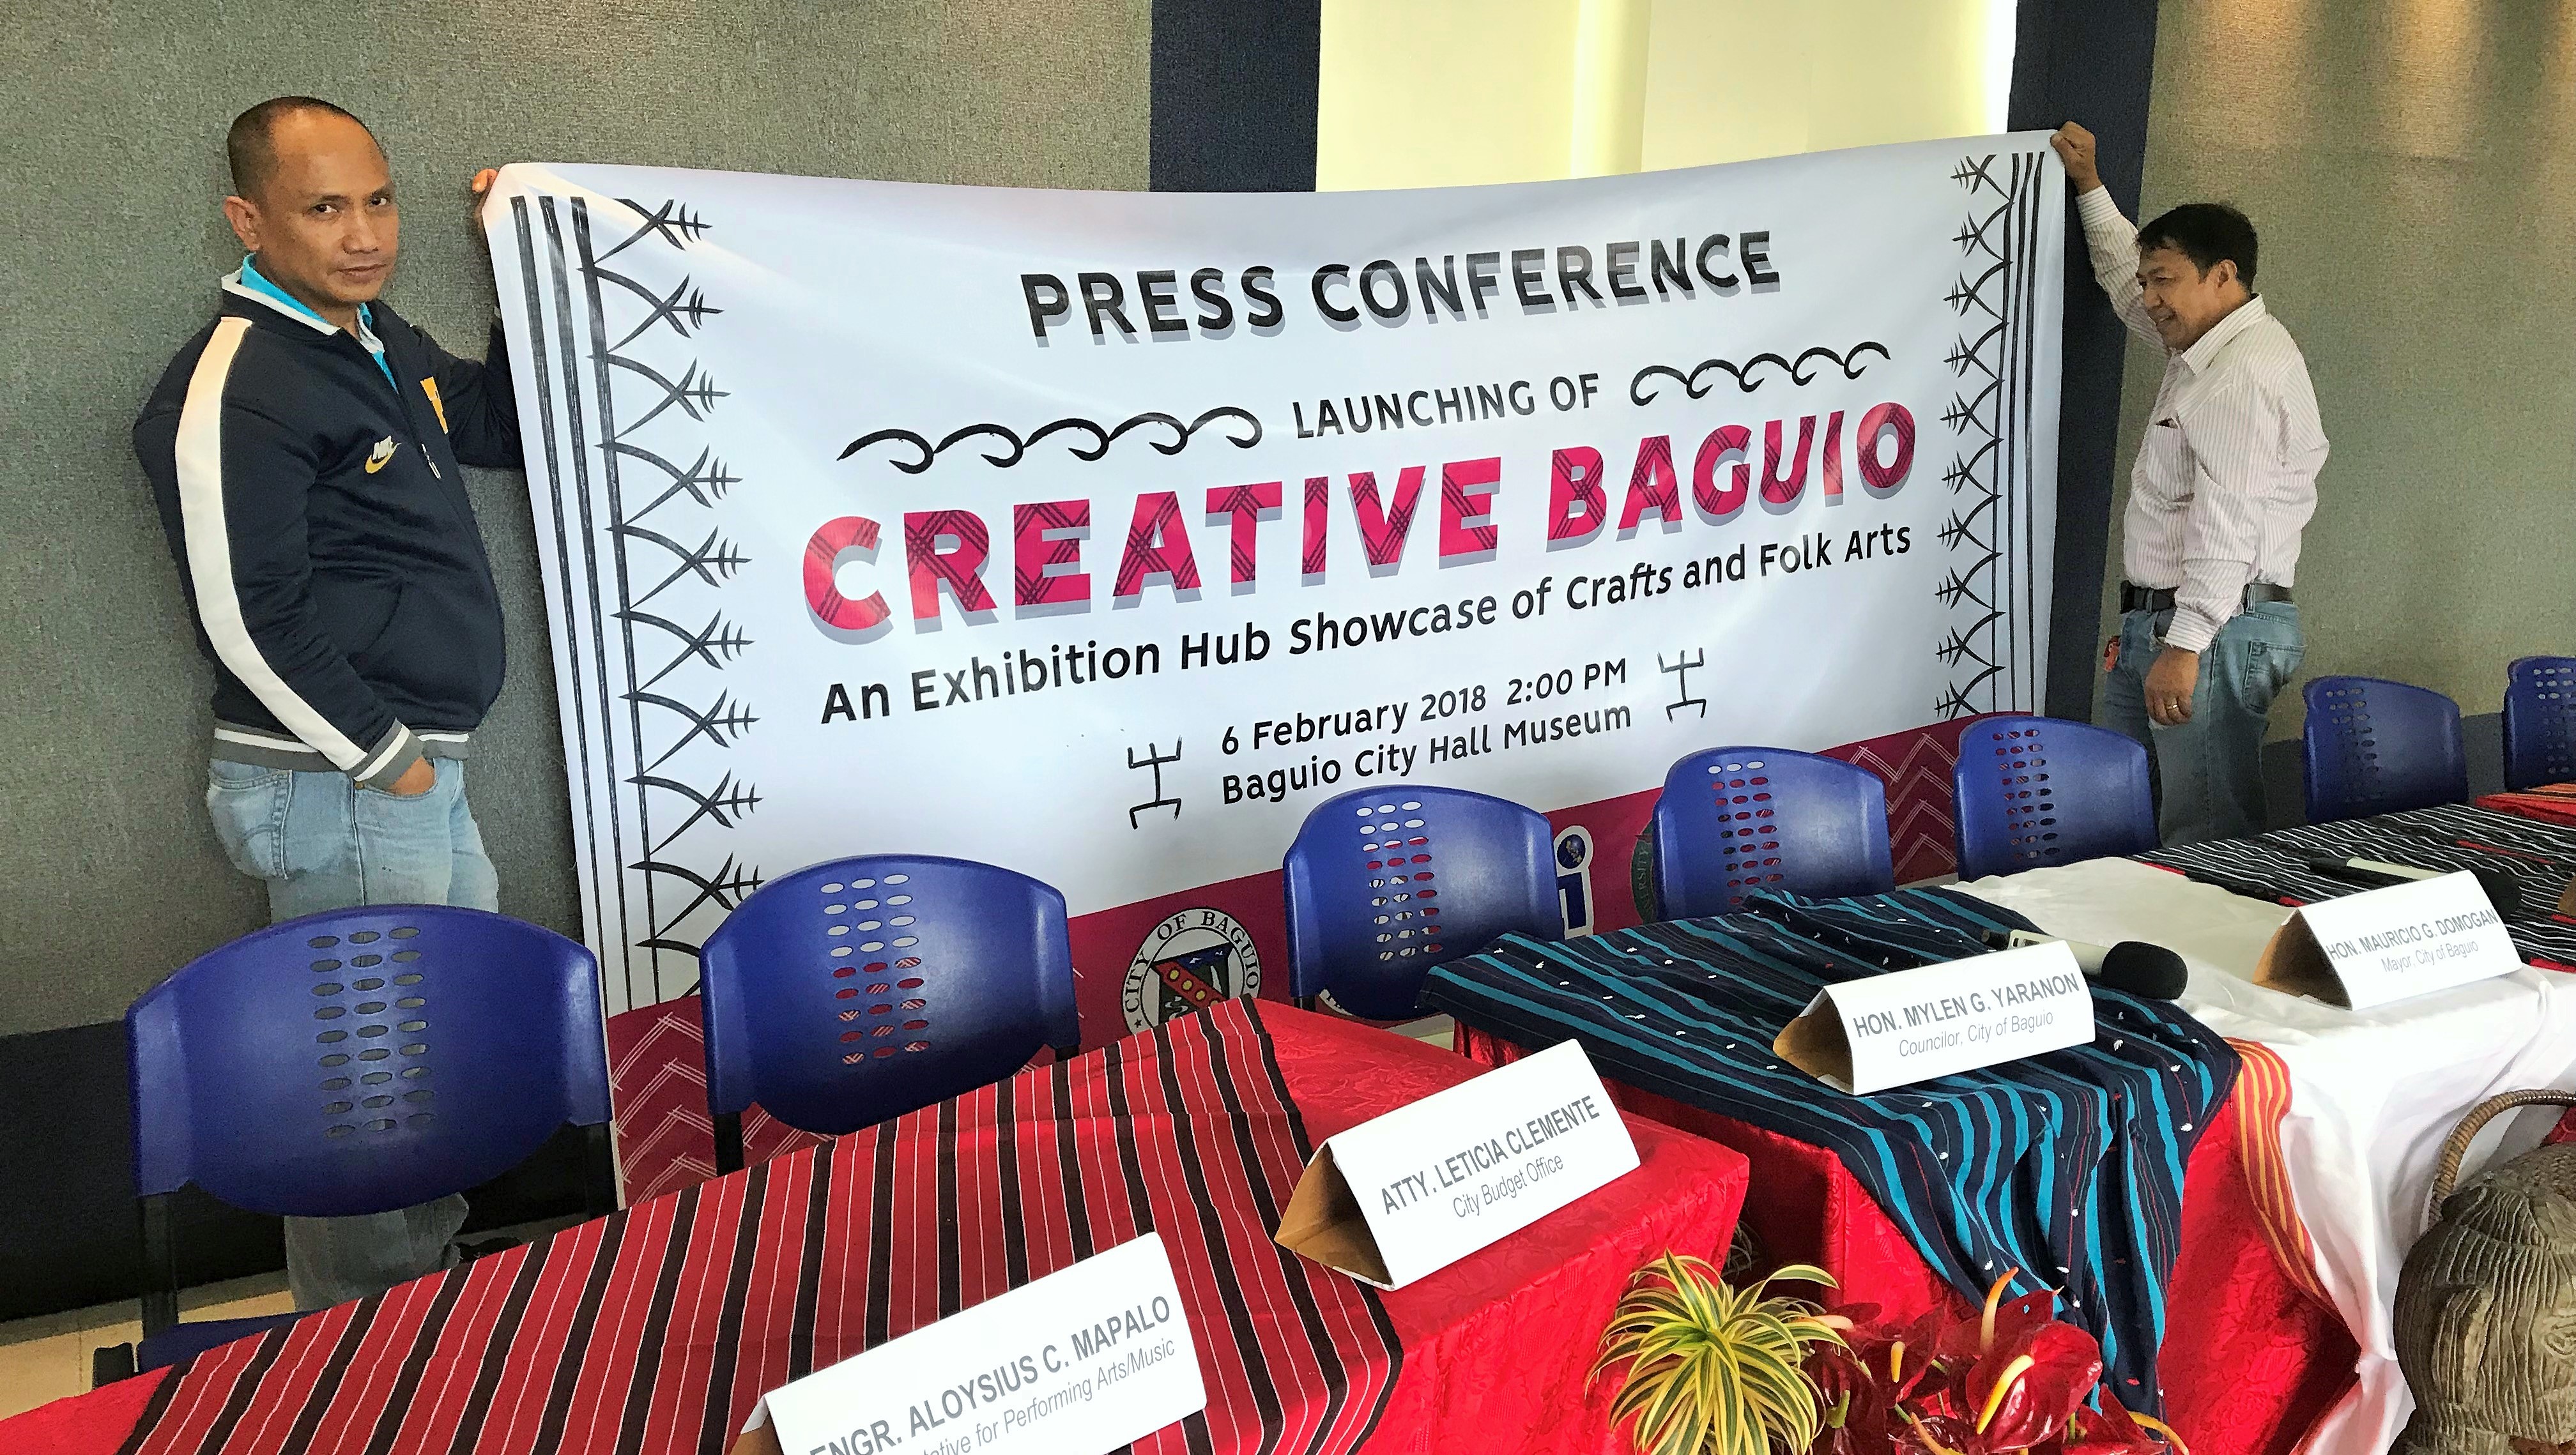 PRESS CONFERENCE
LAUNCHING OF
CREATIVE BAGUIO
An Exhibition Hub Showcase of Crafts and Folk Arts
6 February 2018 2:00 PM
Baguio City Hall Museum
CITY OF BAGUIO
i
HON. MAURICIO G. DOMOGAN
Mayor, City of Baguio
HON. MYLEN G. YARANON
Councilor, City of Baguio
ATTY. LETICIA CLEMENTE
City Budget Office
ENGR. ALOYSIUS C. MAPALO
for Performing Arts/Music